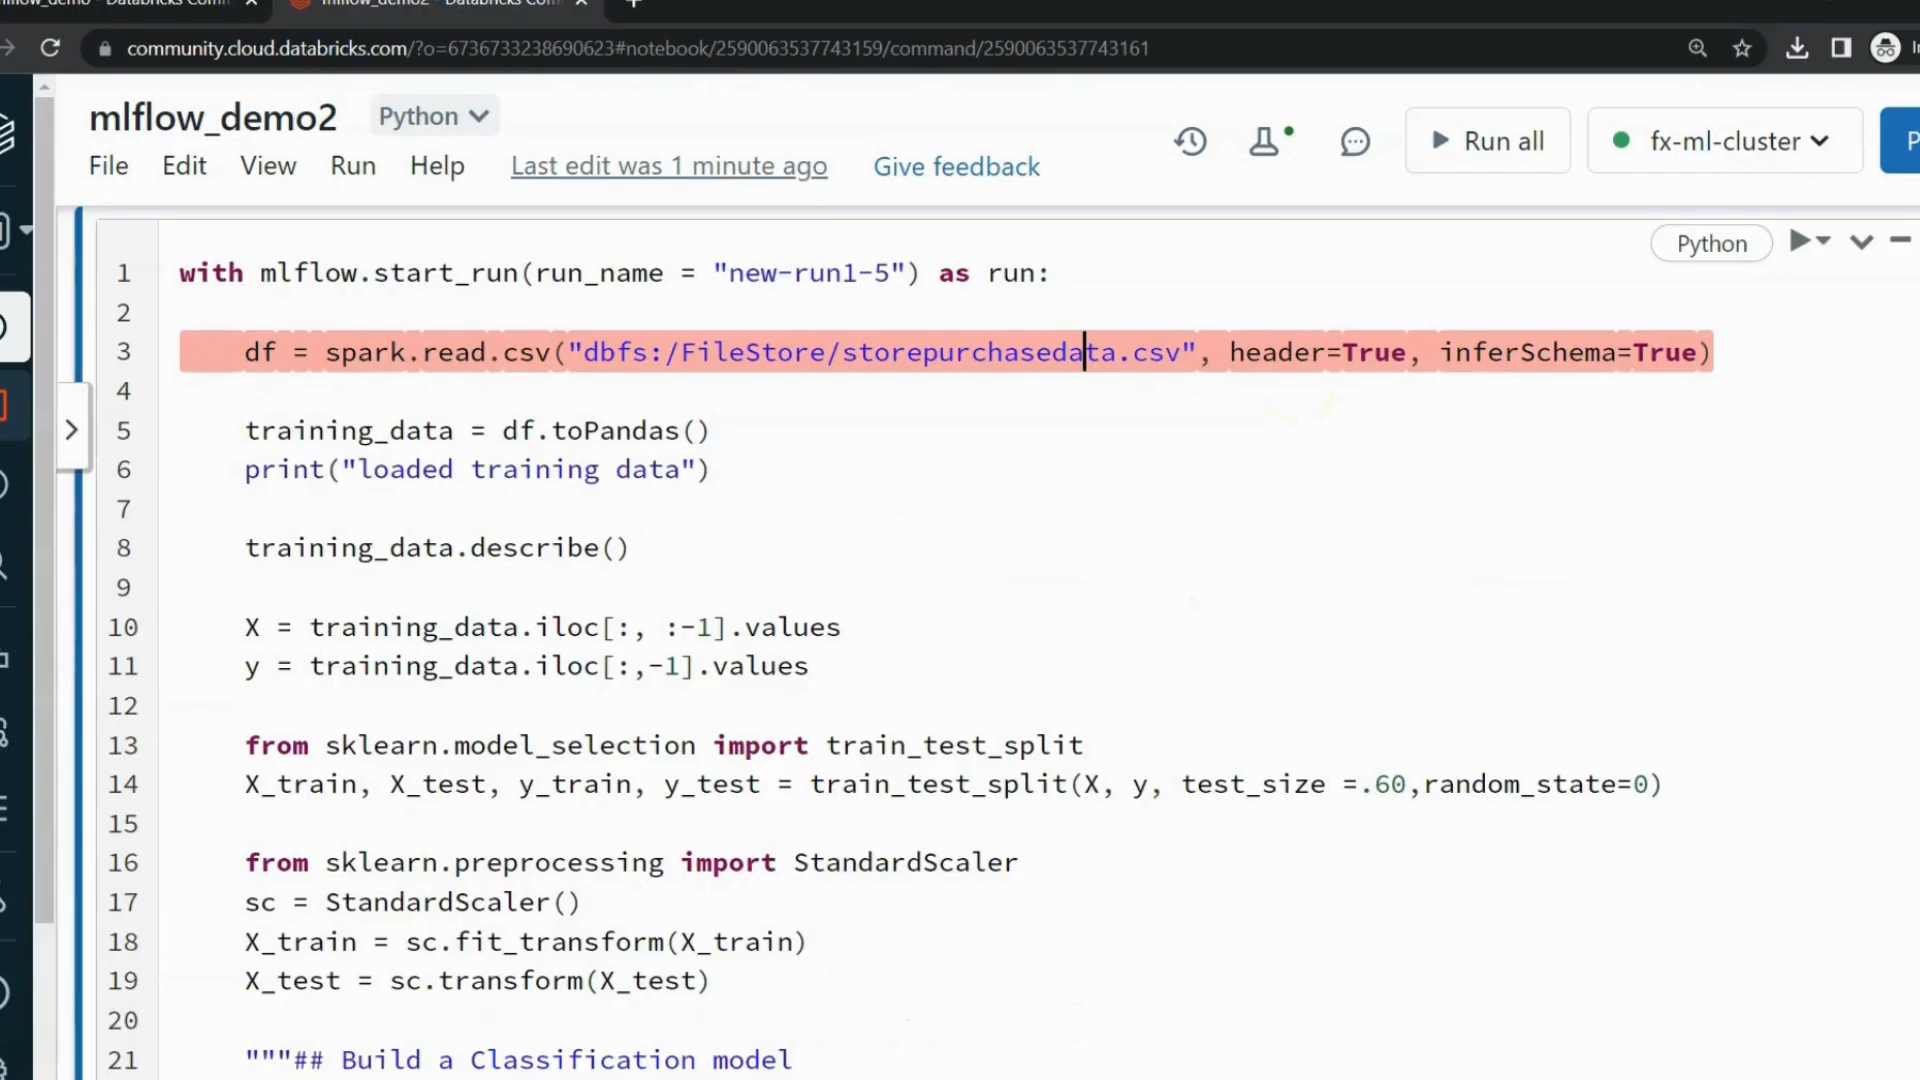 mlflow_demo2 - Databricks Com
community.cloud.databricks.com/?o=6736733238690623#notebook/2590063537743159/command/2590063537743161
mlflow_demo2 Python
File Edit View Run Help Last edit was 1 minute ago Give feedback
Run all fx-ml-cluster
Python
1 with mlflow.start_run(run_name = "new-run1-5") as run:
2
3 df = spark.read.csv("dbfs:/FileStore/storepurchasedata.csv", header=True, inferSchema=True)
4
5 training_data = df.toPandas()
6 print("loaded training data")
7
8 training_data.describe()
9
10 X = training_data.iloc[:, :-1].values
11 y = training_data.iloc[:,-1].values
12
13 from sklearn.model_selection import train_test_split
14 X_train, X_test, y_train, y_test = train_test_split(X, y, test_size =.60,random_state=0)
15
16 from sklearn.preprocessing import StandardScaler
17 sc = StandardScaler()
18 X_train = sc.fit_transform(X_train)
19 X_test = sc.transform(X_test)
20
21 """## Build a Classification model